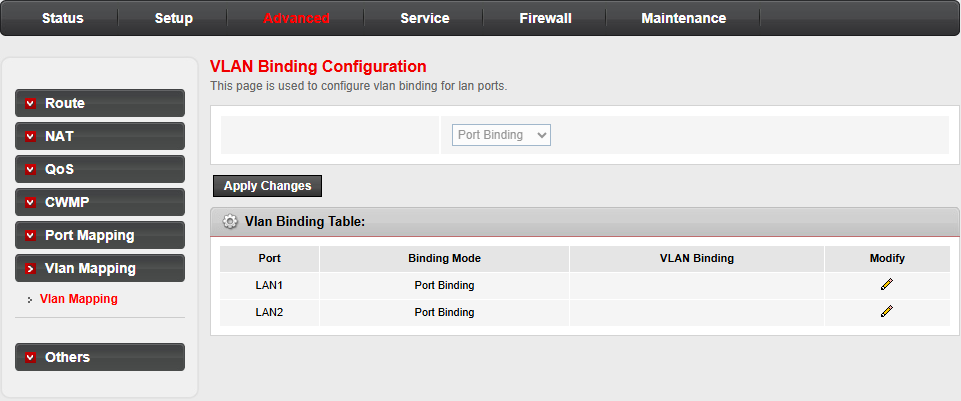 Status Setup Advanced Service Firewall Maintenance
VLAN Binding Configuration
This page is used to configure vlan binding for lan ports.
Route
NAT
QoS
CWMP
Port Mapping
Vlan Mapping
Vlan Mapping
Others
Port Binding
Apply Changes
Vlan Binding Table:
Port Binding Mode VLAN Binding Modify
LAN1 Port Binding
LAN2 Port Binding